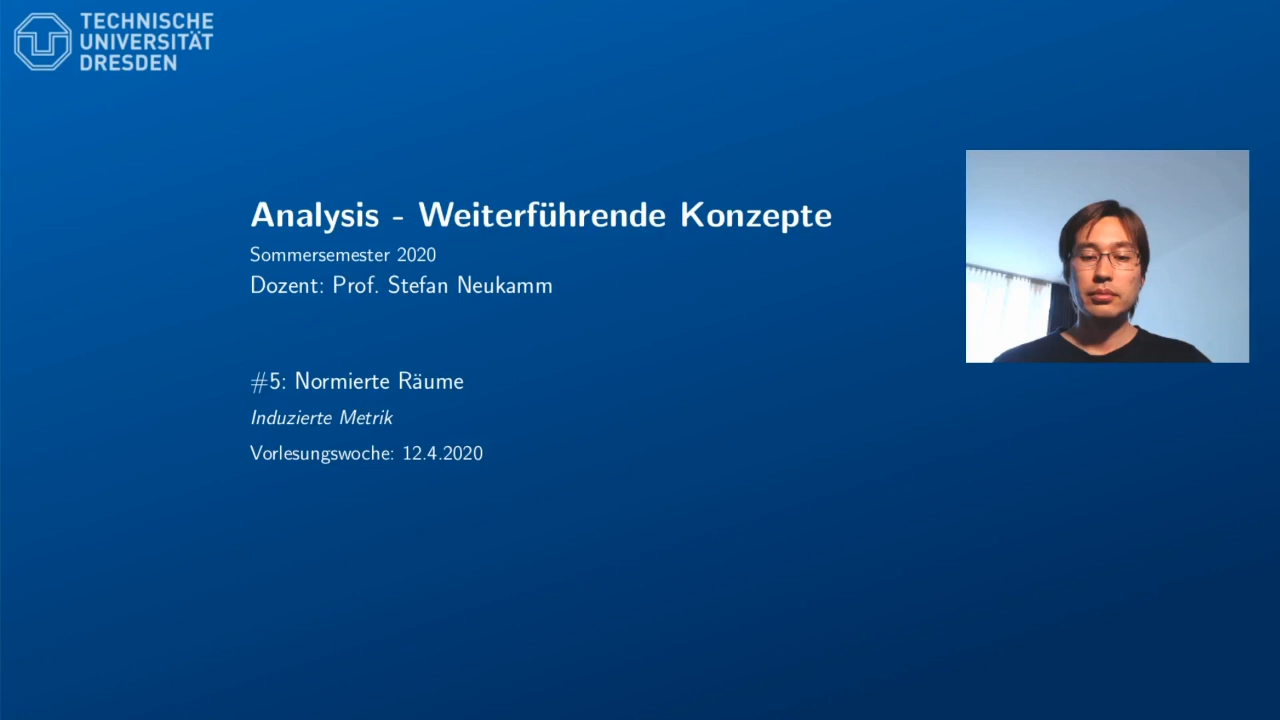 TECHNISCHE
UNIVERSITÄT
DRESDEN
Analysis - Weiterführende Konzepte
Sommersemester 2020
Dozent: Prof. Stefan Neukamm
#5: Normierte Räume
Induzierte Metrik
Vorlesungswoche: 12.4.2020